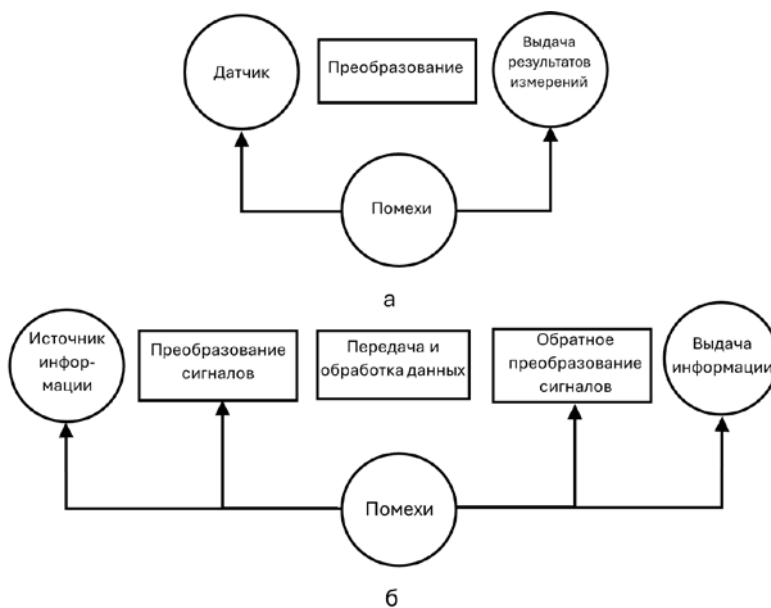 Датчик
Преобразование
Выдача
результатов
измерений
Помехи
а
Источник
инфор-
мации
Преобразование
сигналов
Передача и
обработка данных
Обратное
преобразование
сигналов
Выдача
информации
Помехи
б